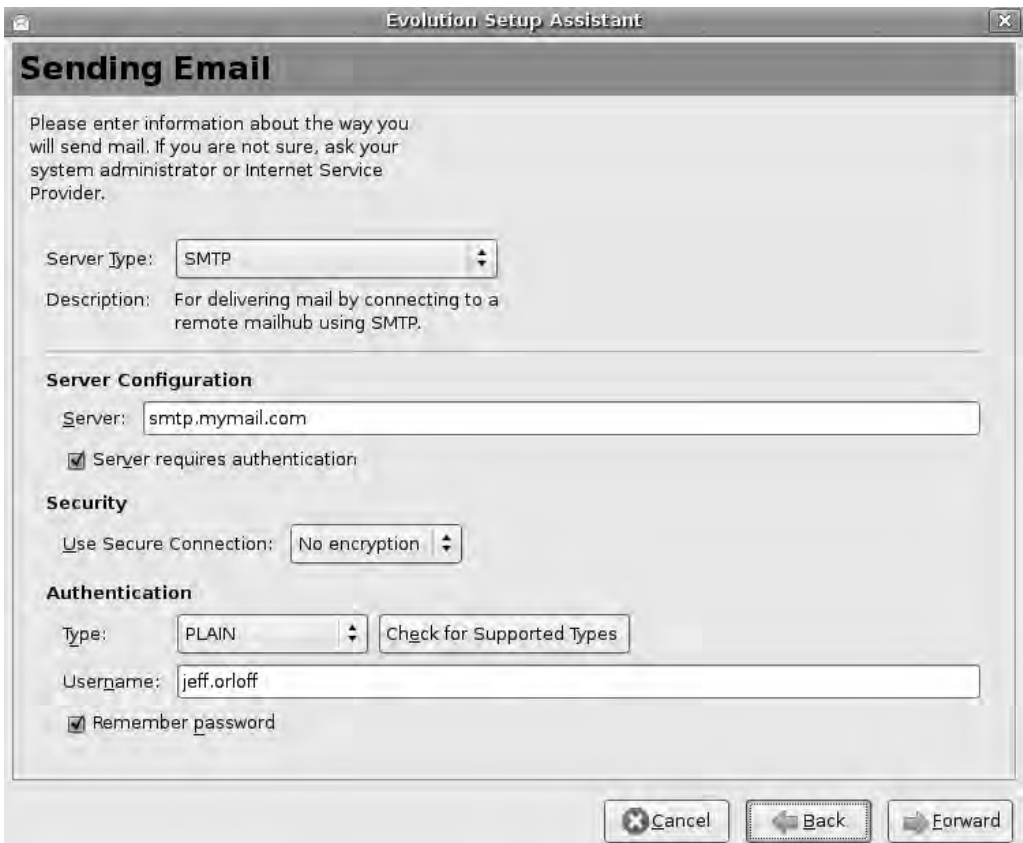 Evolution Setup Assistant
Sending Email
Please enter information about the way you
will send mail. If you are not sure, ask your
system administrator or Internet Service
Provider.
Server Type: SMTP
Description: For delivering mail by connecting to a
remote mailhub using SMTP.
Server Configuration
Server: smtp.mymail.com
Server requires authentication
Security
Use Secure Connection: No encryption
Authentication
Type: PLAIN Check for Supported Types
Username: jeff.orloff
Remember password
Cancel Back Forward